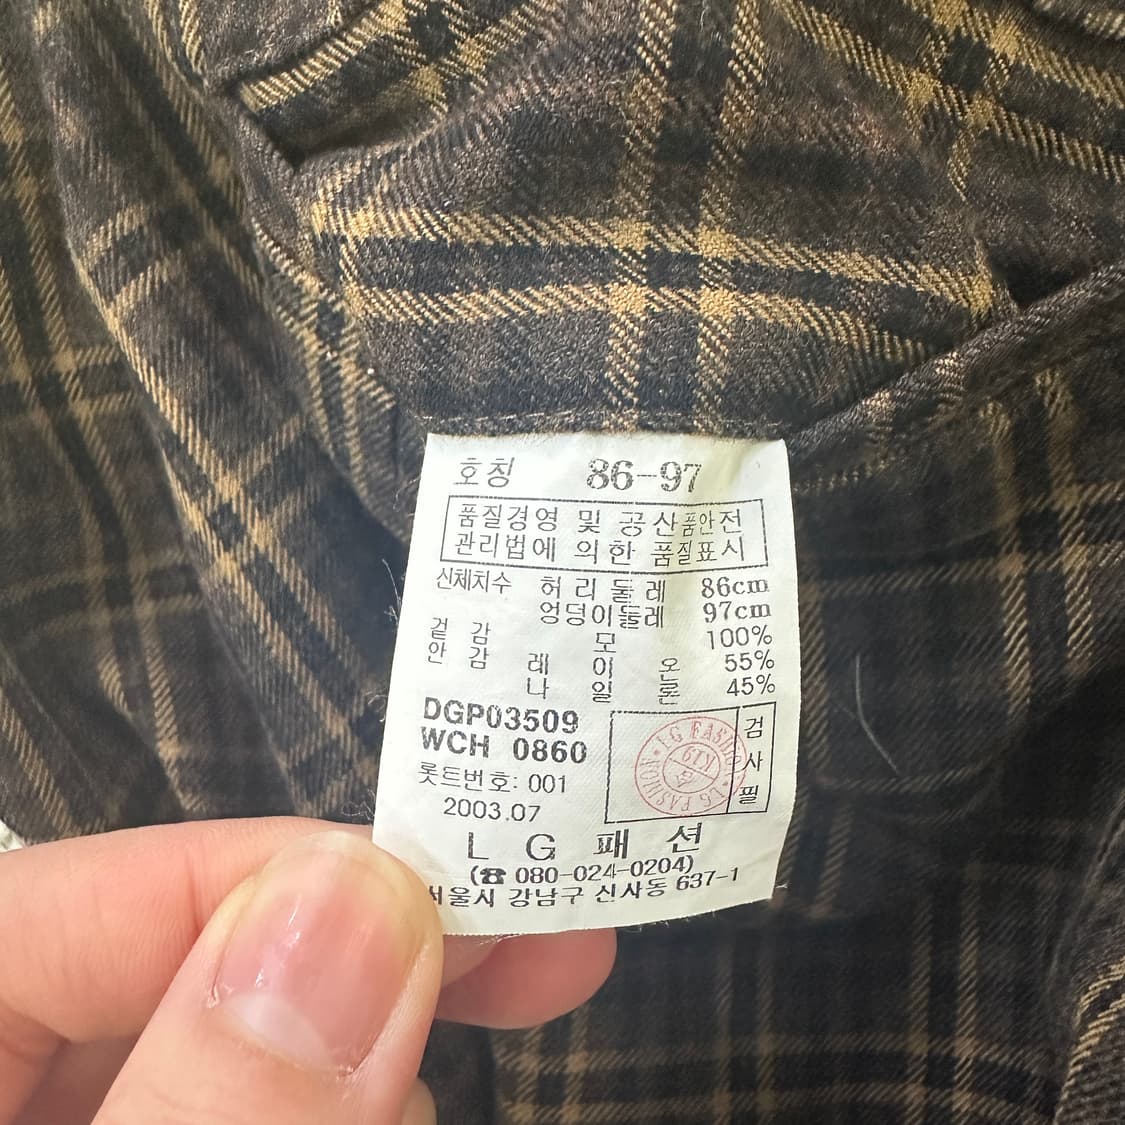 호칭 86-97
품질경영 및 공산품안전
관리법에 의한 품질표시
신체치수 허리둘레 86cm
엉덩이둘레 97cm
겉감 모 100%
안감 레이온 55%
나일론 45%
DGP03509
WCH 0860
롯트번호: 001
2003.07
검사필
LG FASHION • LG FASHION •
LG패션
(☎ 080-024-0204)
서울시 강남구 신사동 637-1